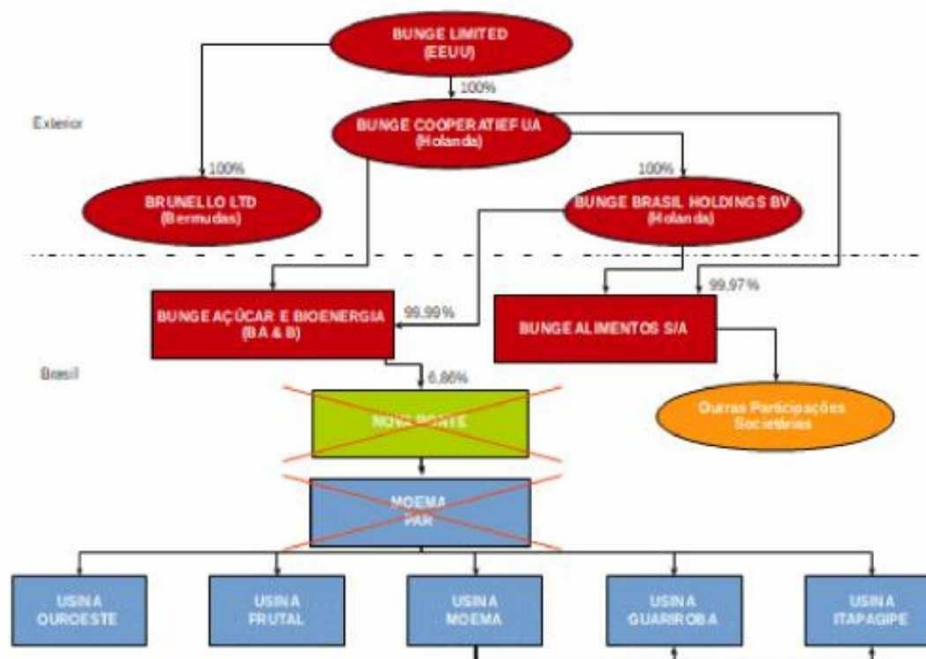 BUNGE LIMITED
(EEUU)
100%
Exterior
BUNGE COOPERATIEF UA
(Holanda)
100%
100%
BRUNELLO LTD
(Bermudas)
BUNGE BRASIL HOLDINGS BV
(Holanda)
99,99%
99,97%
BUNGE AÇÚCAR E BIOENERGIA
(BA & B)
BUNGE ALIMENTOS S/A
Brasil
6,86%
NOVA PONTE
Outras Participações
Societárias
MOEMA
PAR
USINA
OUROESTE
USINA
FRUTAL
USINA
MOEMA
USINA
GUARIROBA
USINA
ITAPAGIPE